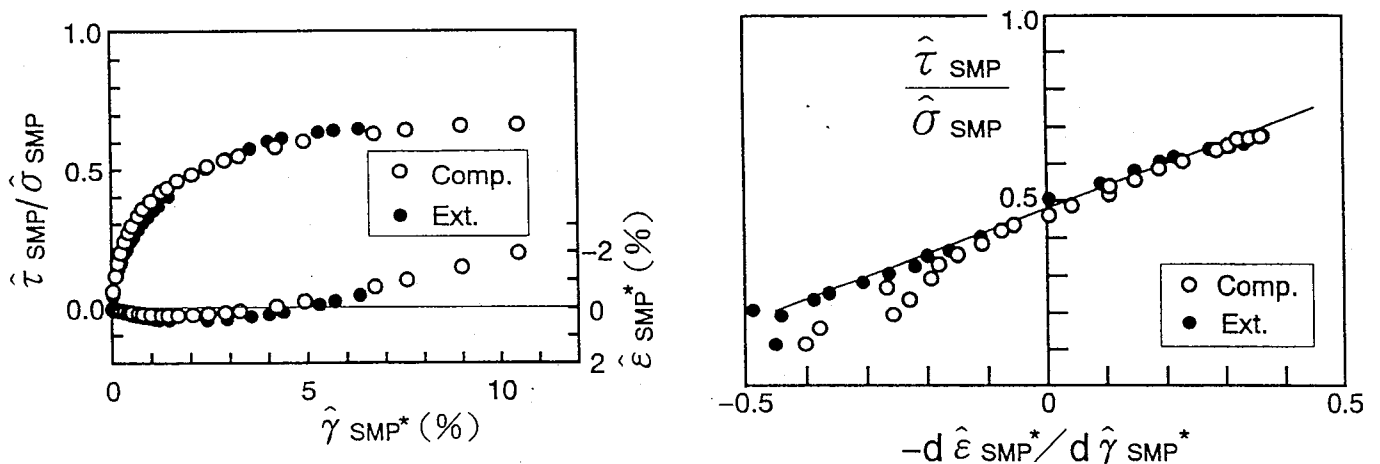 1.0
0.5
0.0
τ̂ SMP/σ̂ SMP
○ Comp.
● Ext.
-2
0
2
ε̂ SMP* (%)
0
5
10
γ̂ SMP* (%)
1.0
τ̂ SMP
σ̂ SMP
0.5
○ Comp.
● Ext.
-0.5
0
0.5
-d ε̂ SMP*/d γ̂ SMP*